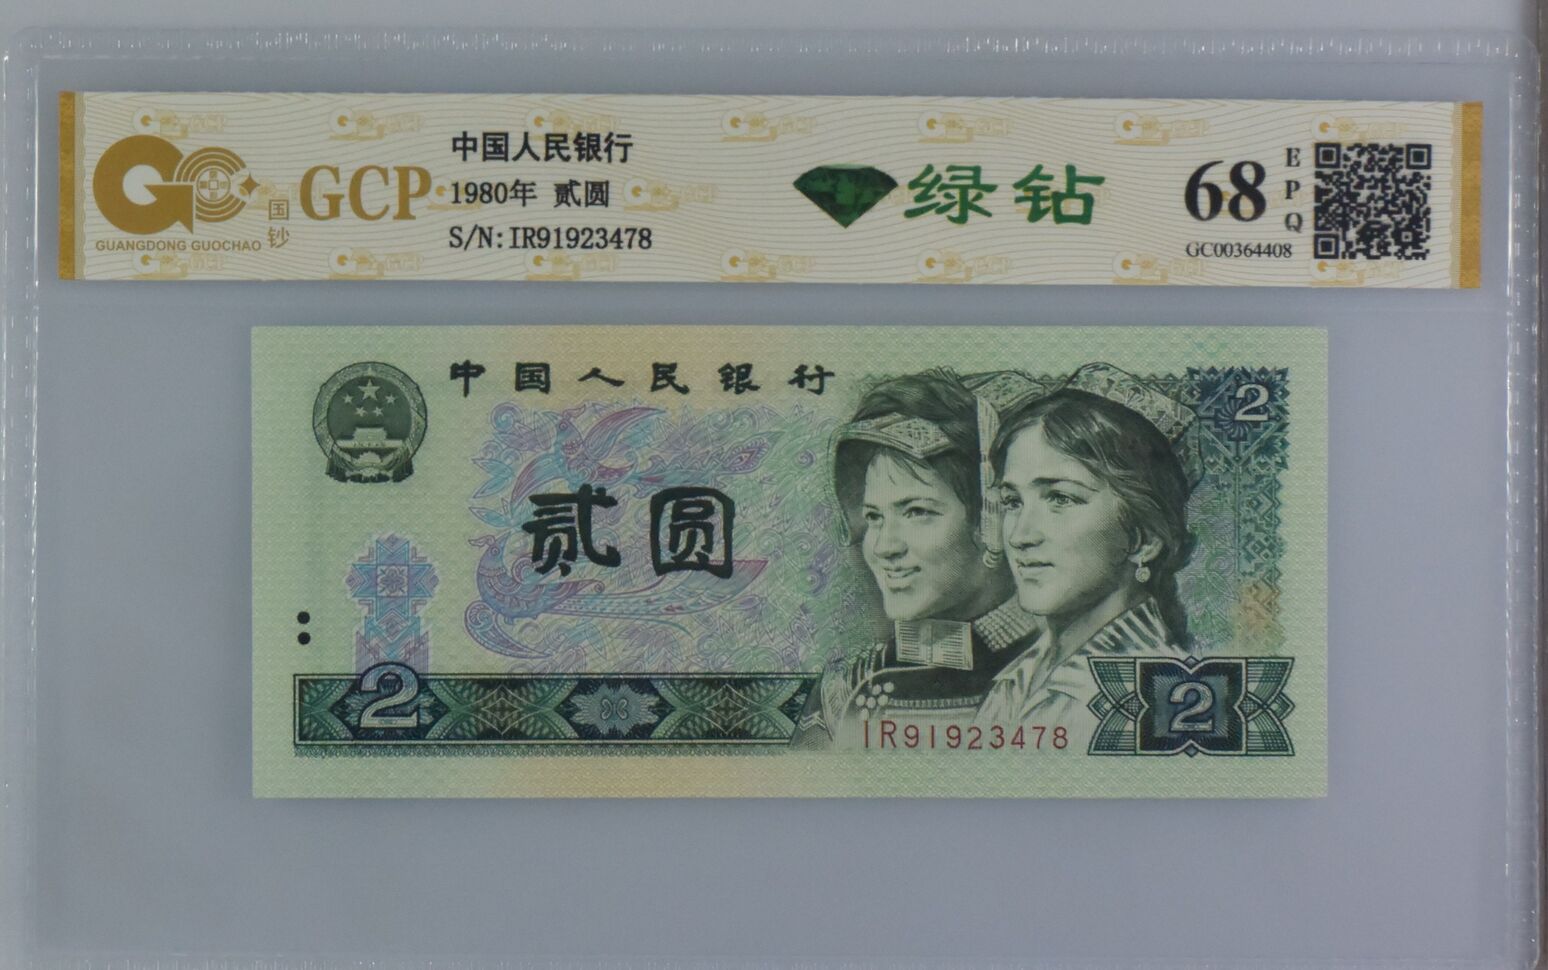 GUANGDONG GUOCHAO
国钞
GCP
中国人民银行
1980年 贰圆
S/N:IR91923478
绿钻
68
EPQ
GC00364408
中国人民银行
2
贰圆
2
IR91923478
2